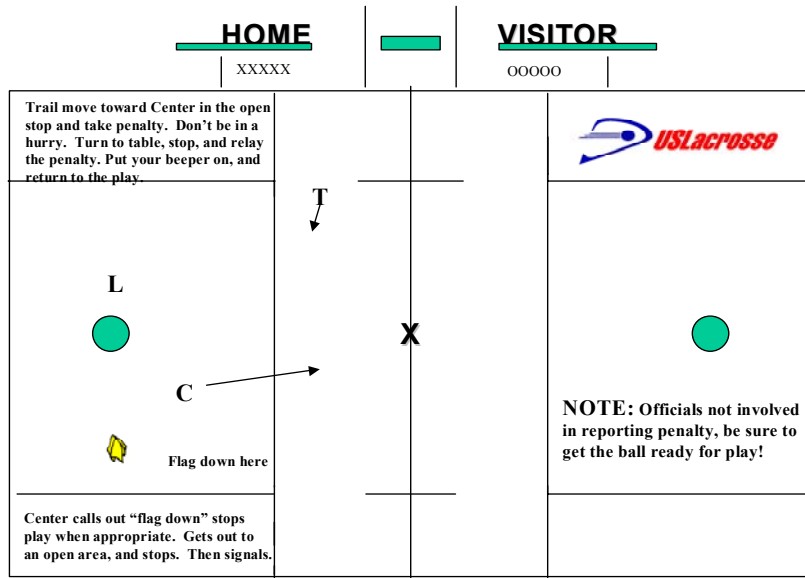 HOME
VISITOR
XXXXX
OOOOO
Trail move toward Center in the open
stop and take penalty. Don't be in a
hurry. Turn to table, stop, and relay
the penalty. Put your beeper on, and
return to the play.
USLacrosse
T
L
X
C
NOTE: Officials not involved
in reporting penalty, be sure to
get the ball ready for play!
Flag down here
Center calls out “flag down” stops
play when appropriate. Gets out to
an open area, and stops. Then signals.